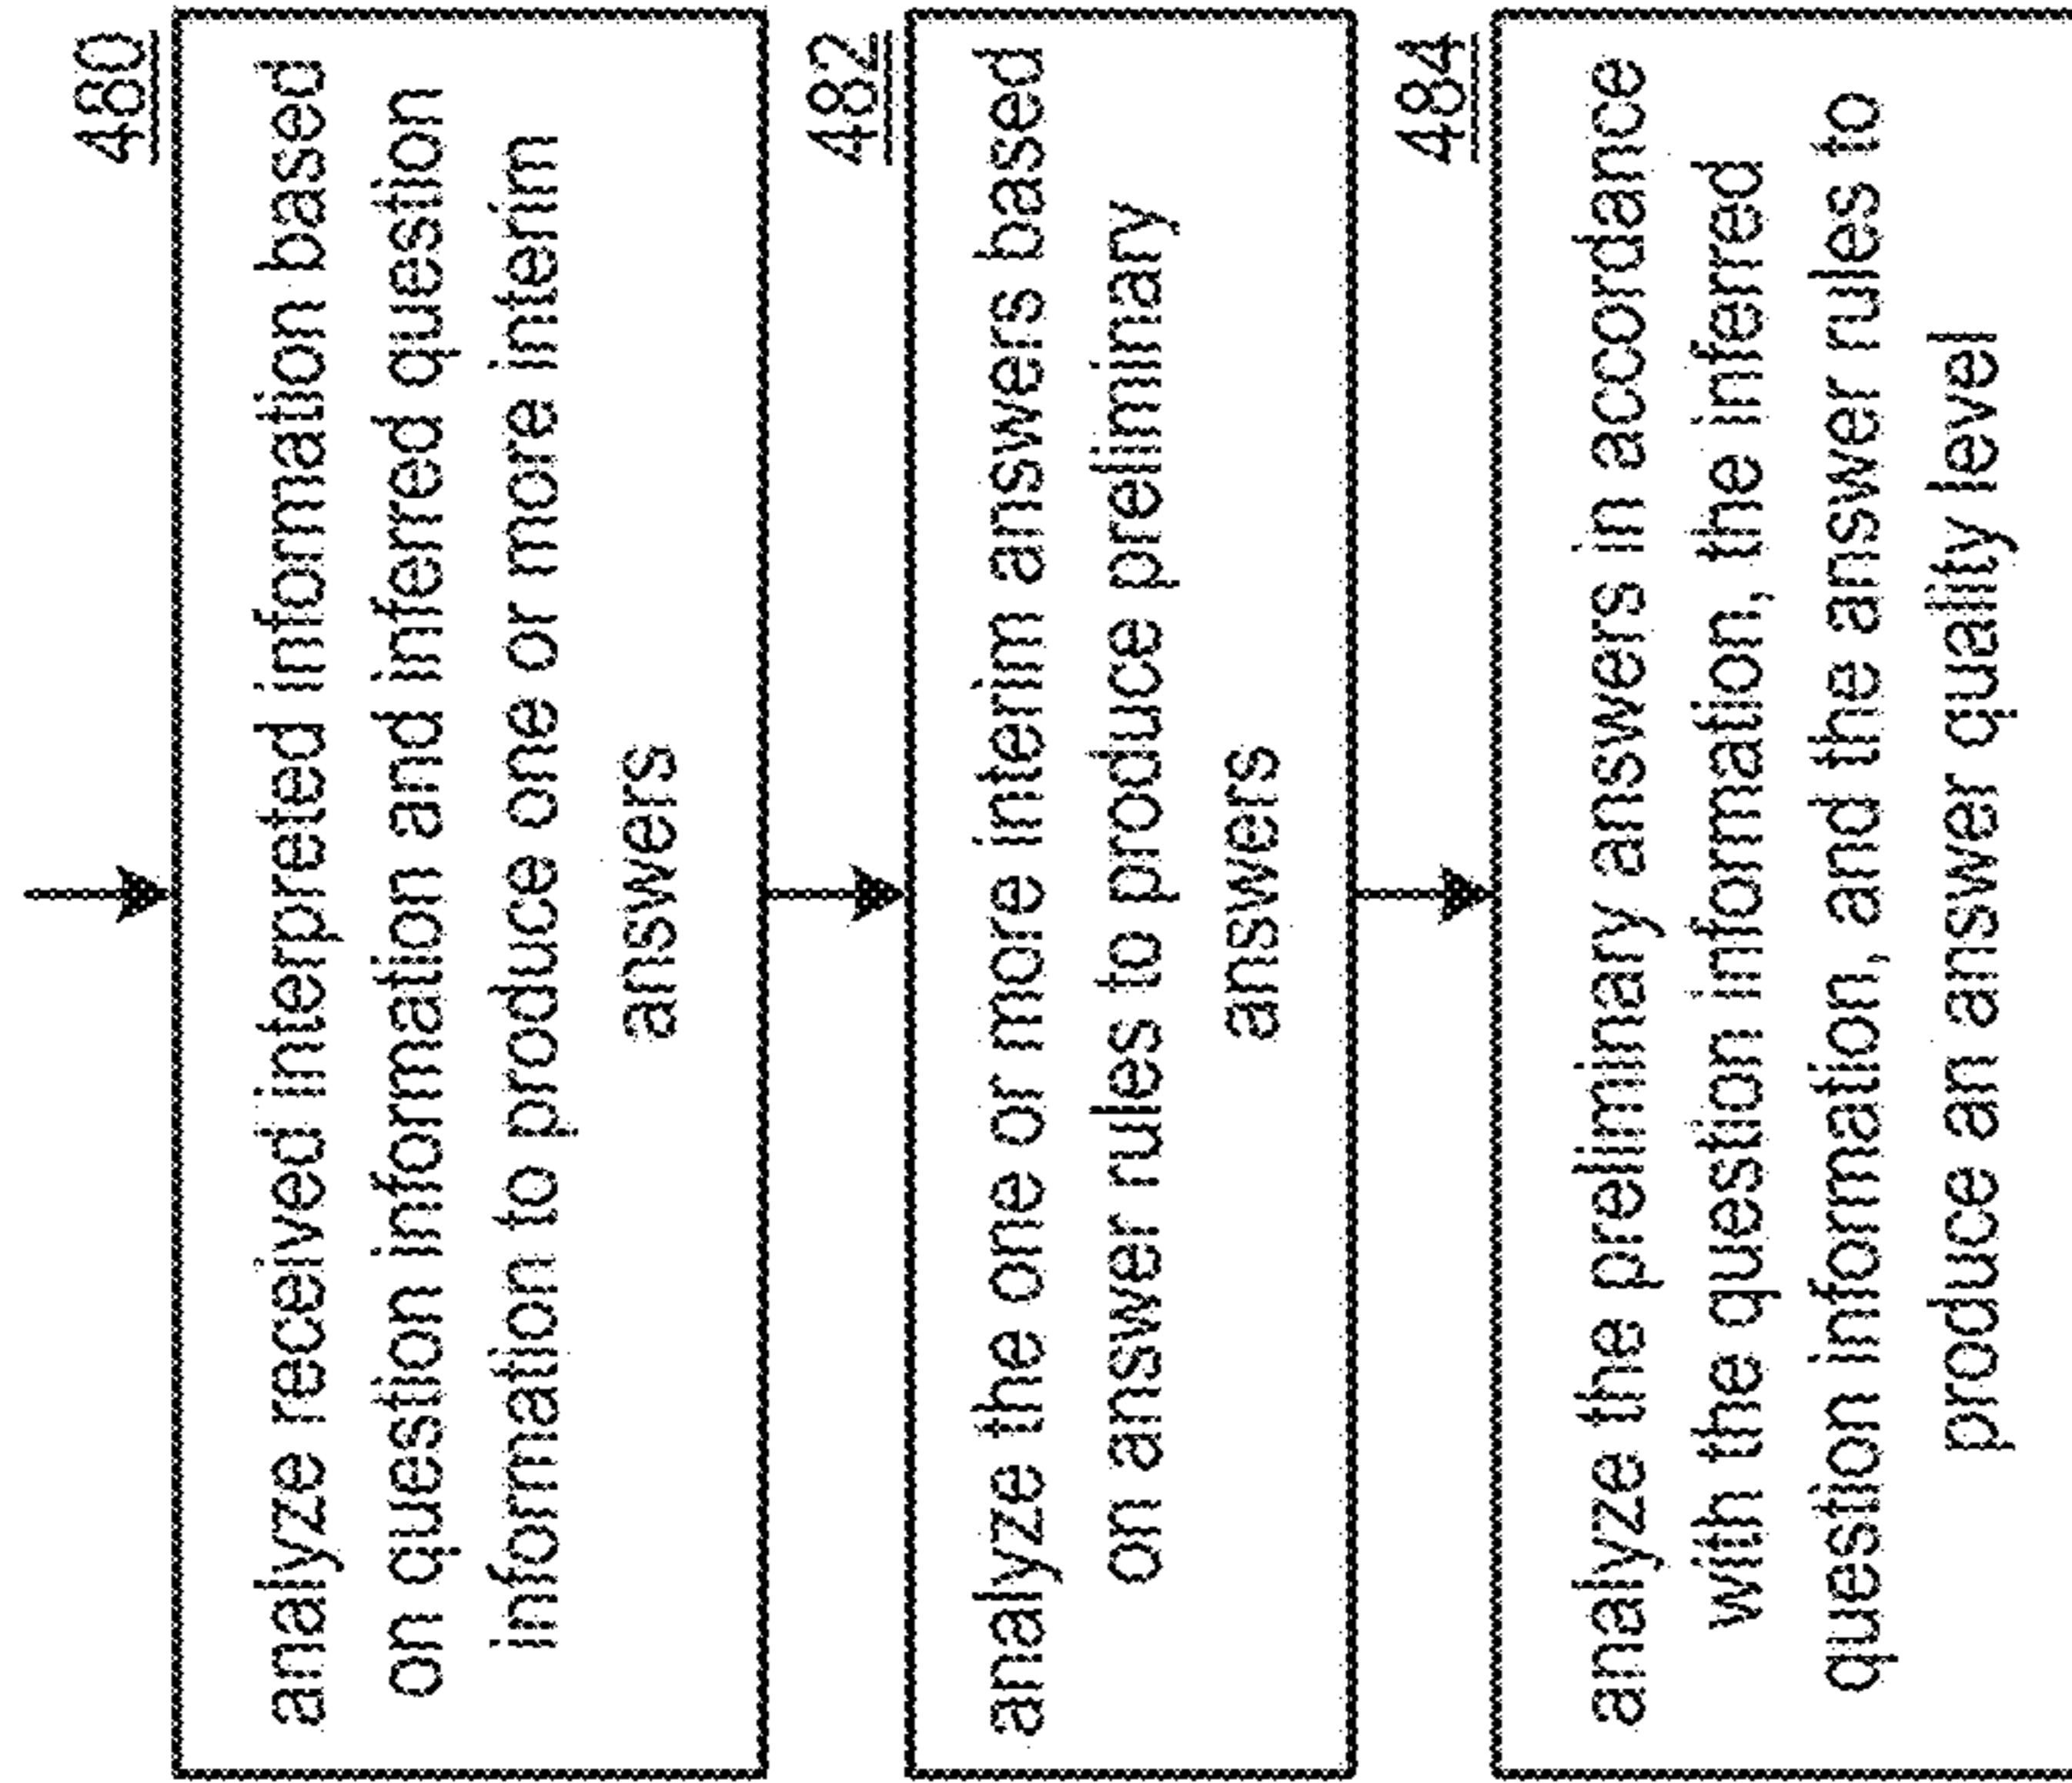 480
analyze received interpreted information based
on question information and inferred question
information to produce one or more interim
answers
482
analyze the one or more interim answers based
on answer rules to produce preliminary
answers
484
analyze the preliminary answers in accordance
with the question information, the inferred
question information, and the answer rules to
produce an answer quality level